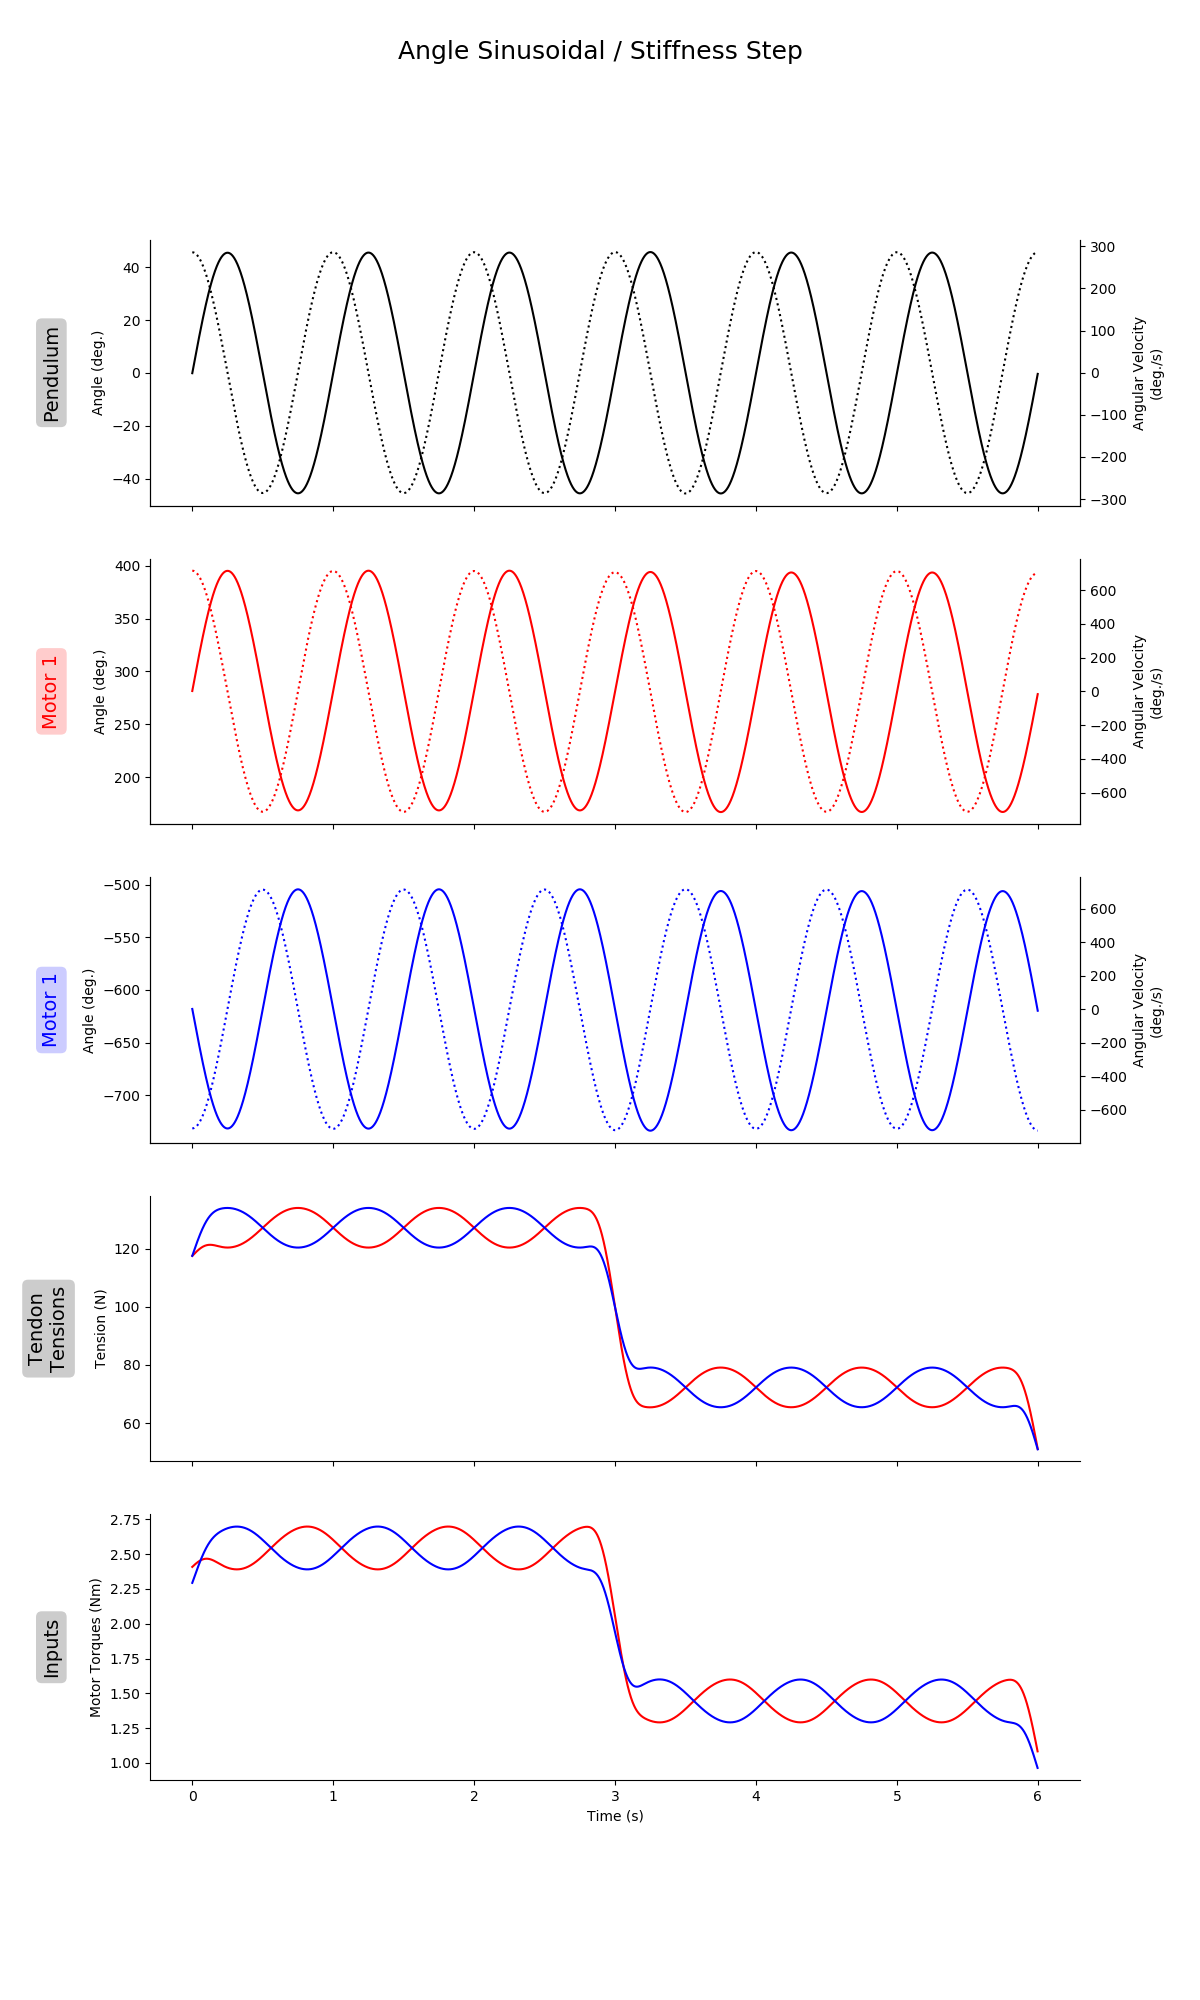 Angle Sinusoidal / Stiffness Step
Pendulum
Angle (deg.)
40
20
0
−20
−40
300
200
100
0
−100
−200
−300
Angular Velocity
(deg./s)
Motor 1
Angle (deg.)
400
350
300
250
200
600
400
200
0
−200
−400
−600
Angular Velocity
(deg./s)
Motor 1
Angle (deg.)
−500
−550
−600
−650
−700
600
400
200
0
−200
−400
−600
Angular Velocity
(deg./s)
Tendon
Tensions
Tension (N)
120
100
80
60
Inputs
Motor Torques (Nm)
2.75
2.50
2.25
2.00
1.75
1.50
1.25
1.00
0 1 2 3 4 5 6
Time (s)